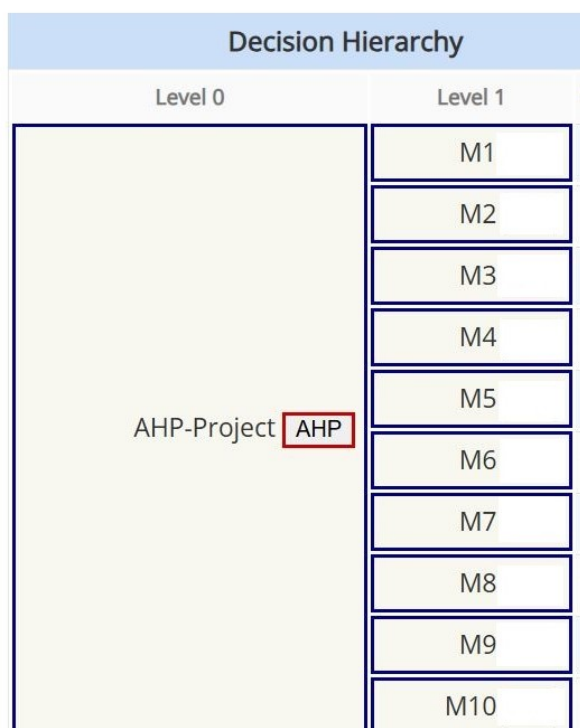 Decision Hierarchy
Level 0 Level 1
M1
M2
M3
M4
M5
AHP-Project AHP
M6
M7
M8
M9
M10